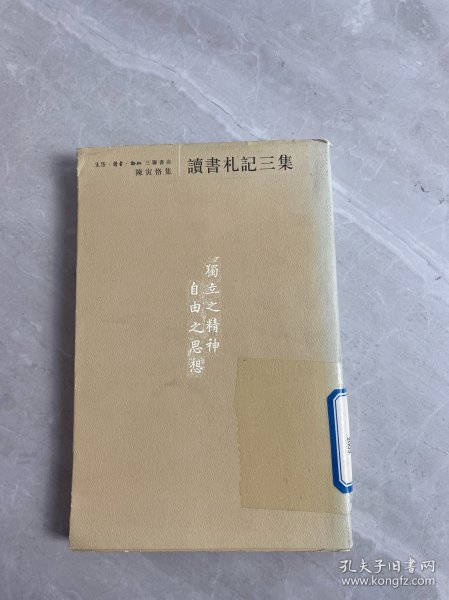 生活·讀書·新知 三聯書店
陳寅恪集
讀書札記三集
獨立之精神
自由之思想
孔夫子旧书网
www.kongfz.com